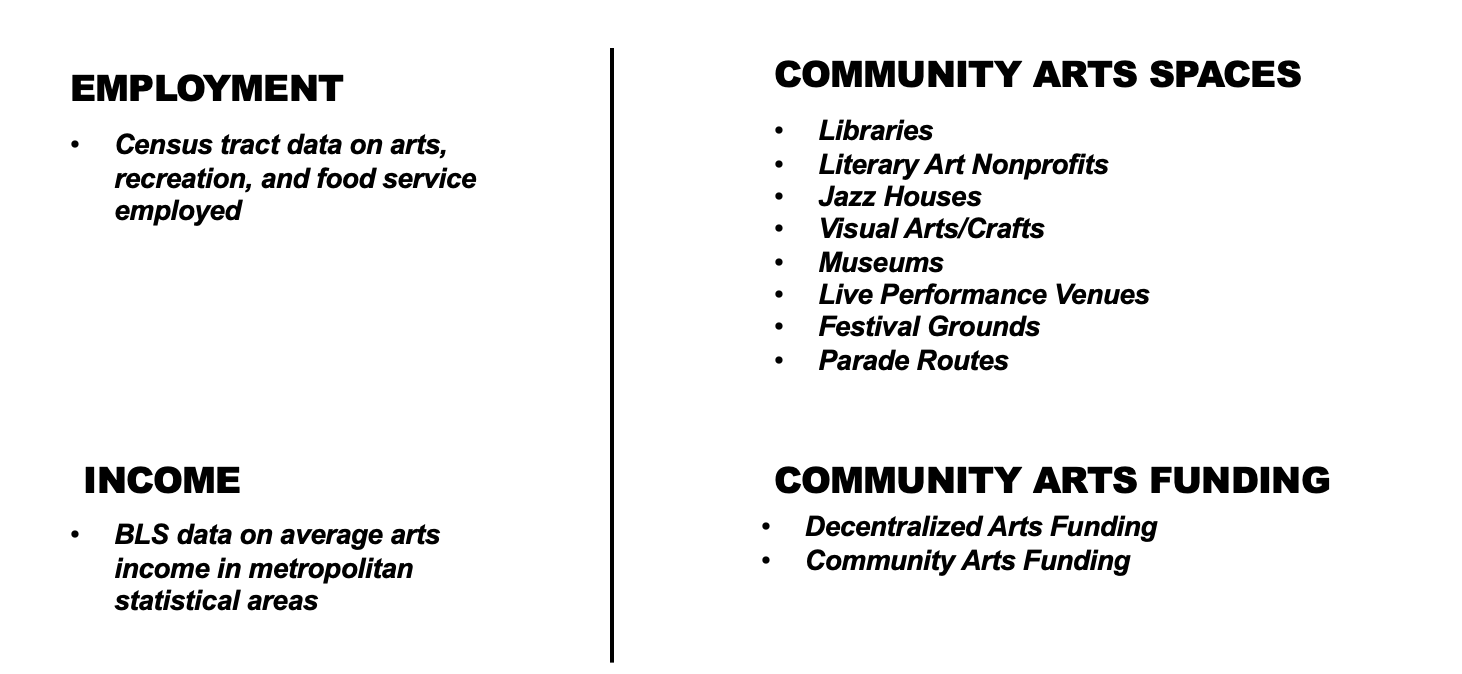 EMPLOYMENT
• Census tract data on arts,
recreation, and food service
employed
INCOME
• BLS data on average arts
income in metropolitan
statistical areas
COMMUNITY ARTS SPACES
• Libraries
• Literary Art Nonprofits
• Jazz Houses
• Visual Arts/Crafts
• Museums
• Live Performance Venues
• Festival Grounds
• Parade Routes
COMMUNITY ARTS FUNDING
• Decentralized Arts Funding
• Community Arts Funding